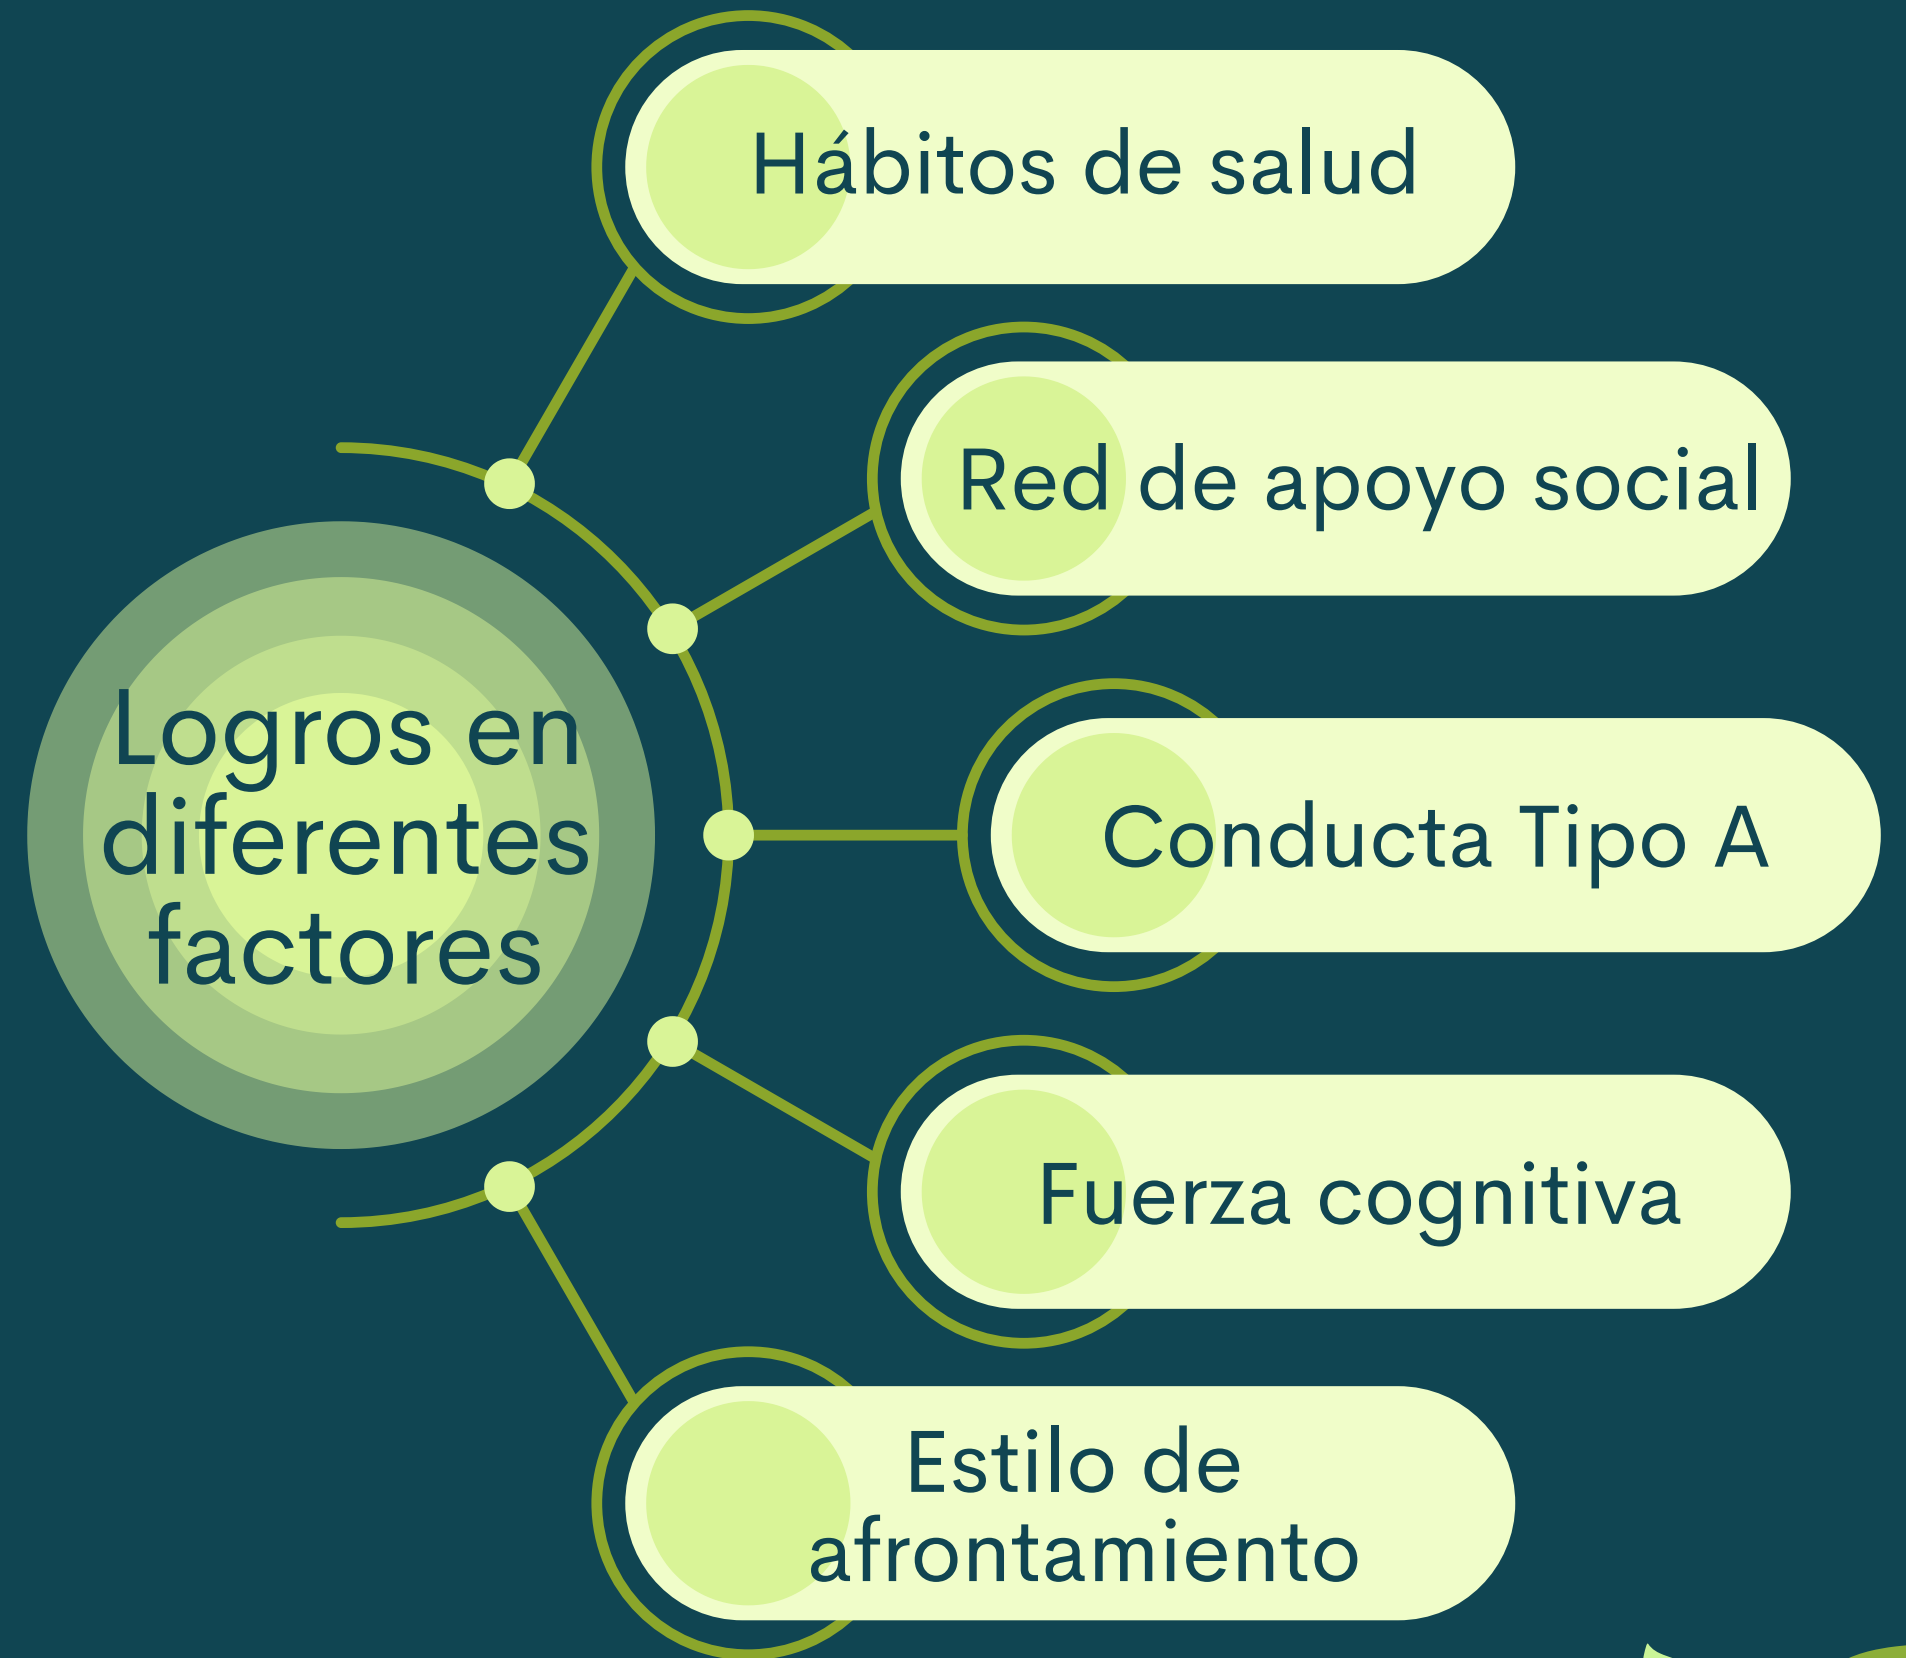 Hábitos de salud
Red de apoyo social
Logros en
diferentes
factores
Conducta Tipo A
Fuerza cognitiva
Estilo de
afrontamiento